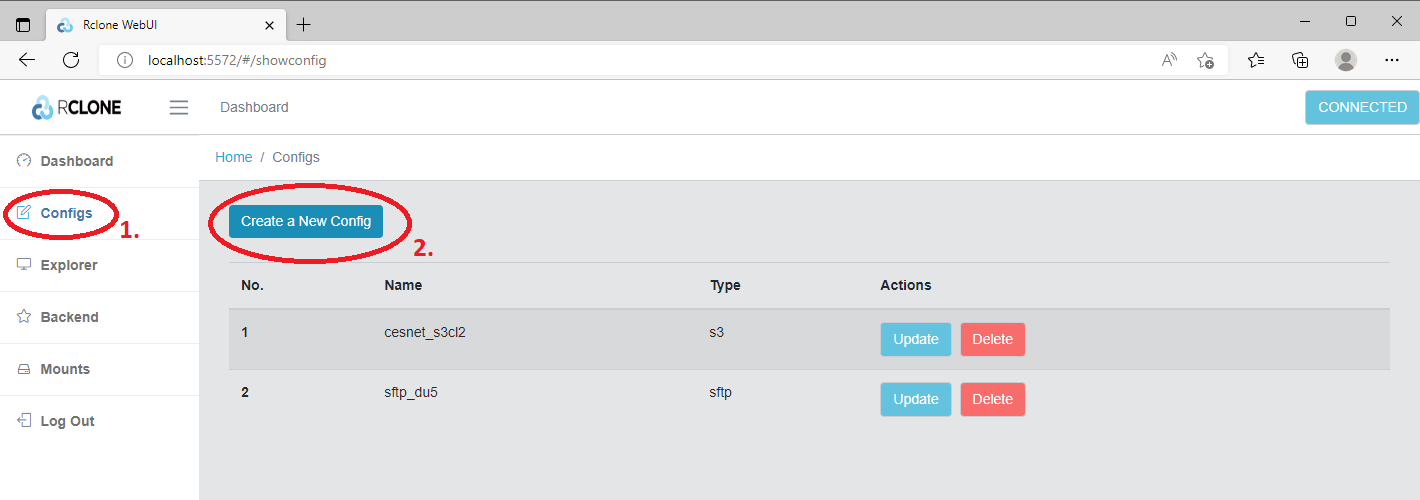 Rclone WebUI
localhost:5572/#/showconfig
RCLONE
Dashboard
CONNECTED
Dashboard
Home / Configs
Configs
1.
Create a New Config
2.
Explorer
Backend
Mounts
Log Out
No. Name Type Actions
1 cesnet_s3cl2 s3 Update Delete
2 sftp_du5 sftp Update Delete